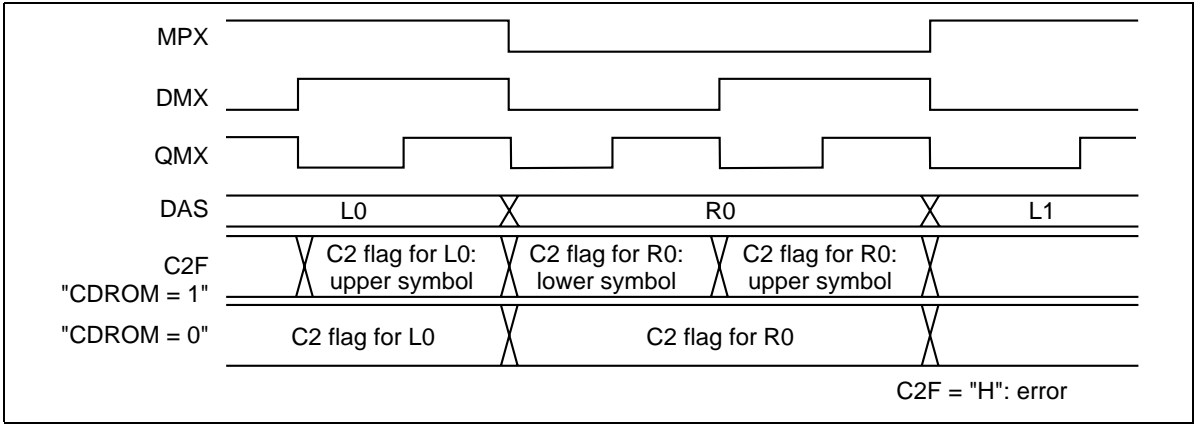 MPX
DMX
QMX
DAS L0 R0 L1
C2F
"CDROM = 1"
C2 flag for L0:
upper symbol
C2 flag for R0:
lower symbol
C2 flag for R0:
upper symbol
"CDROM = 0" C2 flag for L0 C2 flag for R0
C2F = "H": error